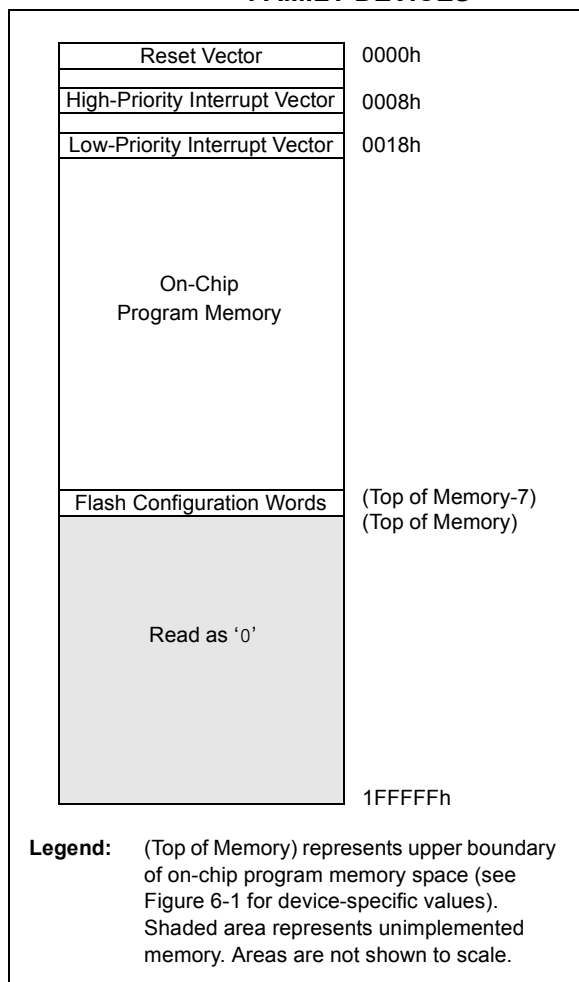 Reset Vector 0000h
High-Priority Interrupt Vector 0008h
Low-Priority Interrupt Vector 0018h
On-Chip
Program Memory
Flash Configuration Words (Top of Memory-7)
(Top of Memory)
Read as ‘0’
1FFFFFh
Legend: (Top of Memory) represents upper boundary
of on-chip program memory space (see
Figure 6-1 for device-specific values).
Shaded area represents unimplemented
memory. Areas are not shown to scale.